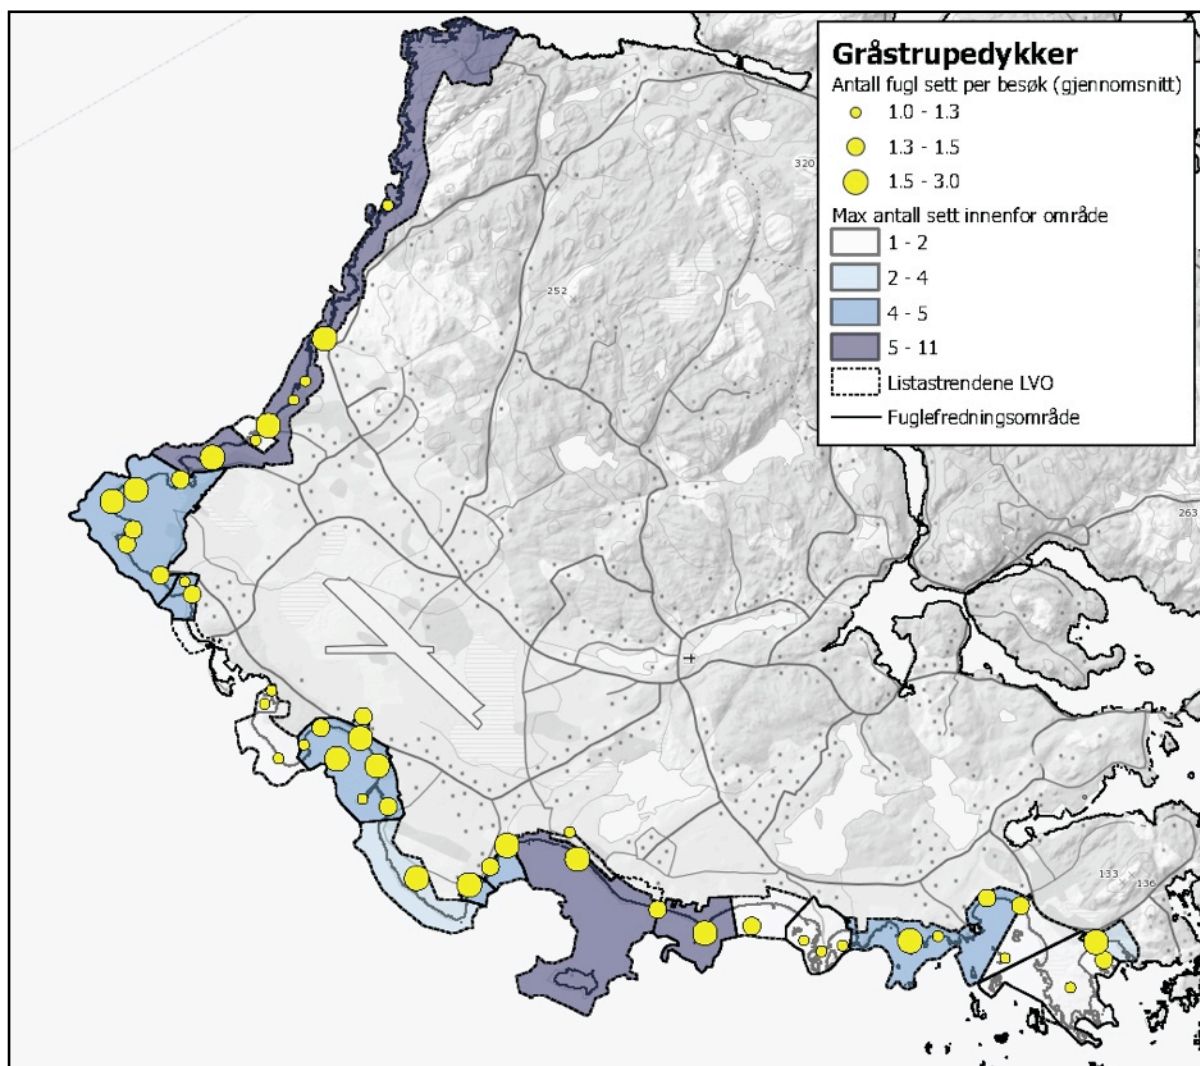 Gråstrupedykker
Antall fugl sett per besøk (gjennomsnitt)
1.0 - 1.3
1.3 - 1.5
1.5 - 3.0
Max antall sett innenfor område
1 - 2
2 - 4
4 - 5
5 - 11
Listastrendene LVO
Fuglefredningsområde
320
252
263
133
136